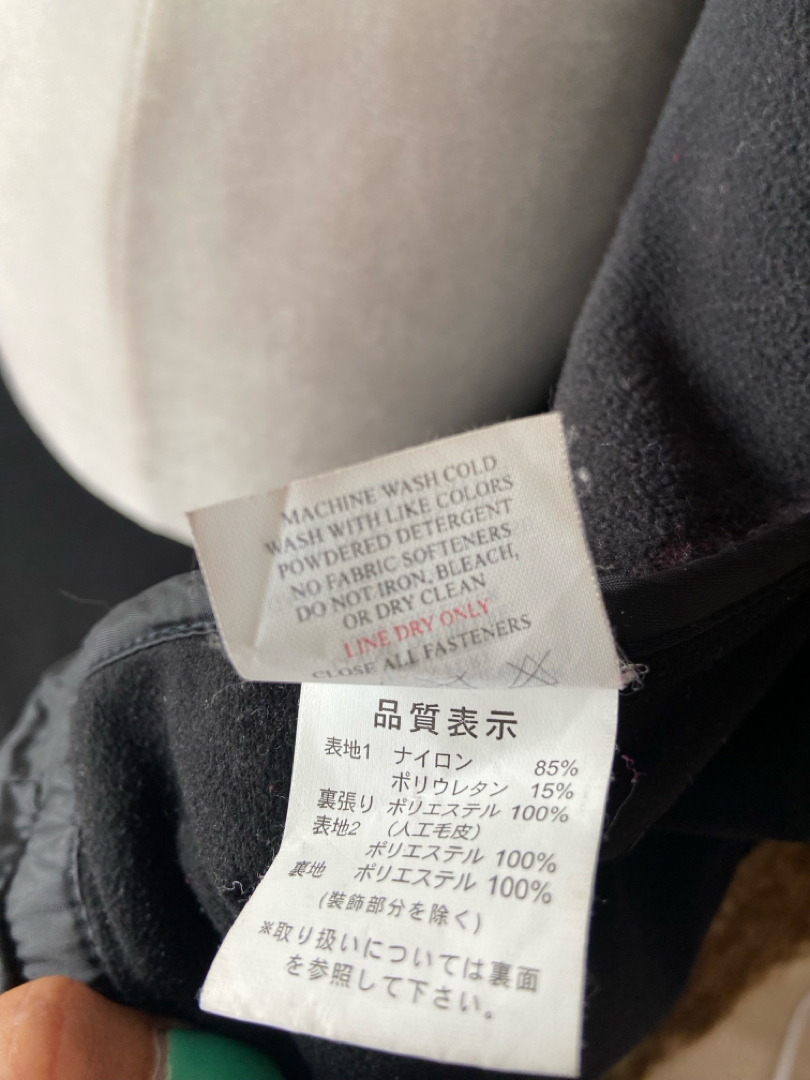 MACHINE WASH COLD
WASH WITH LIKE COLORS
POWDERED DETERGENT
NO FABRIC SOFTENERS
DO NOT IRON, BLEACH,
OR DRY CLEAN
LINE DRY ONLY
CLOSE ALL FASTENERS
品質表示
表地1 ナイロン 85%
ポリウレタン 15%
裏張り ポリエステル 100%
表地2 (人工毛皮)
ポリエステル 100%
裏地 ポリエステル 100%
(装飾部分を除く)
※取り扱いについては裏面
を参照して下さい。